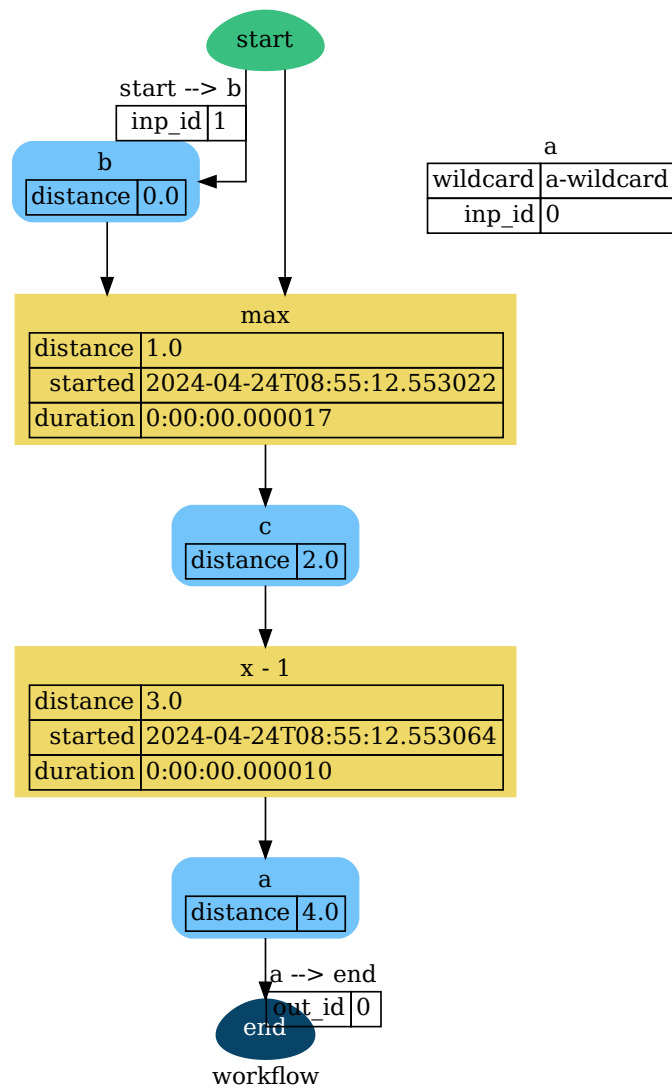 start
start --> b
inp_id 1
b
distance 0.0
a
wildcard a-wildcard
inp_id 0
max
distance 1.0
started 2024-04-24T08:55:12.553022
duration 0:00:00.000017
c
distance 2.0
x - 1
distance 3.0
started 2024-04-24T08:55:12.553064
duration 0:00:00.000010
a
distance 4.0
a --> end
out_id 0
end
workflow